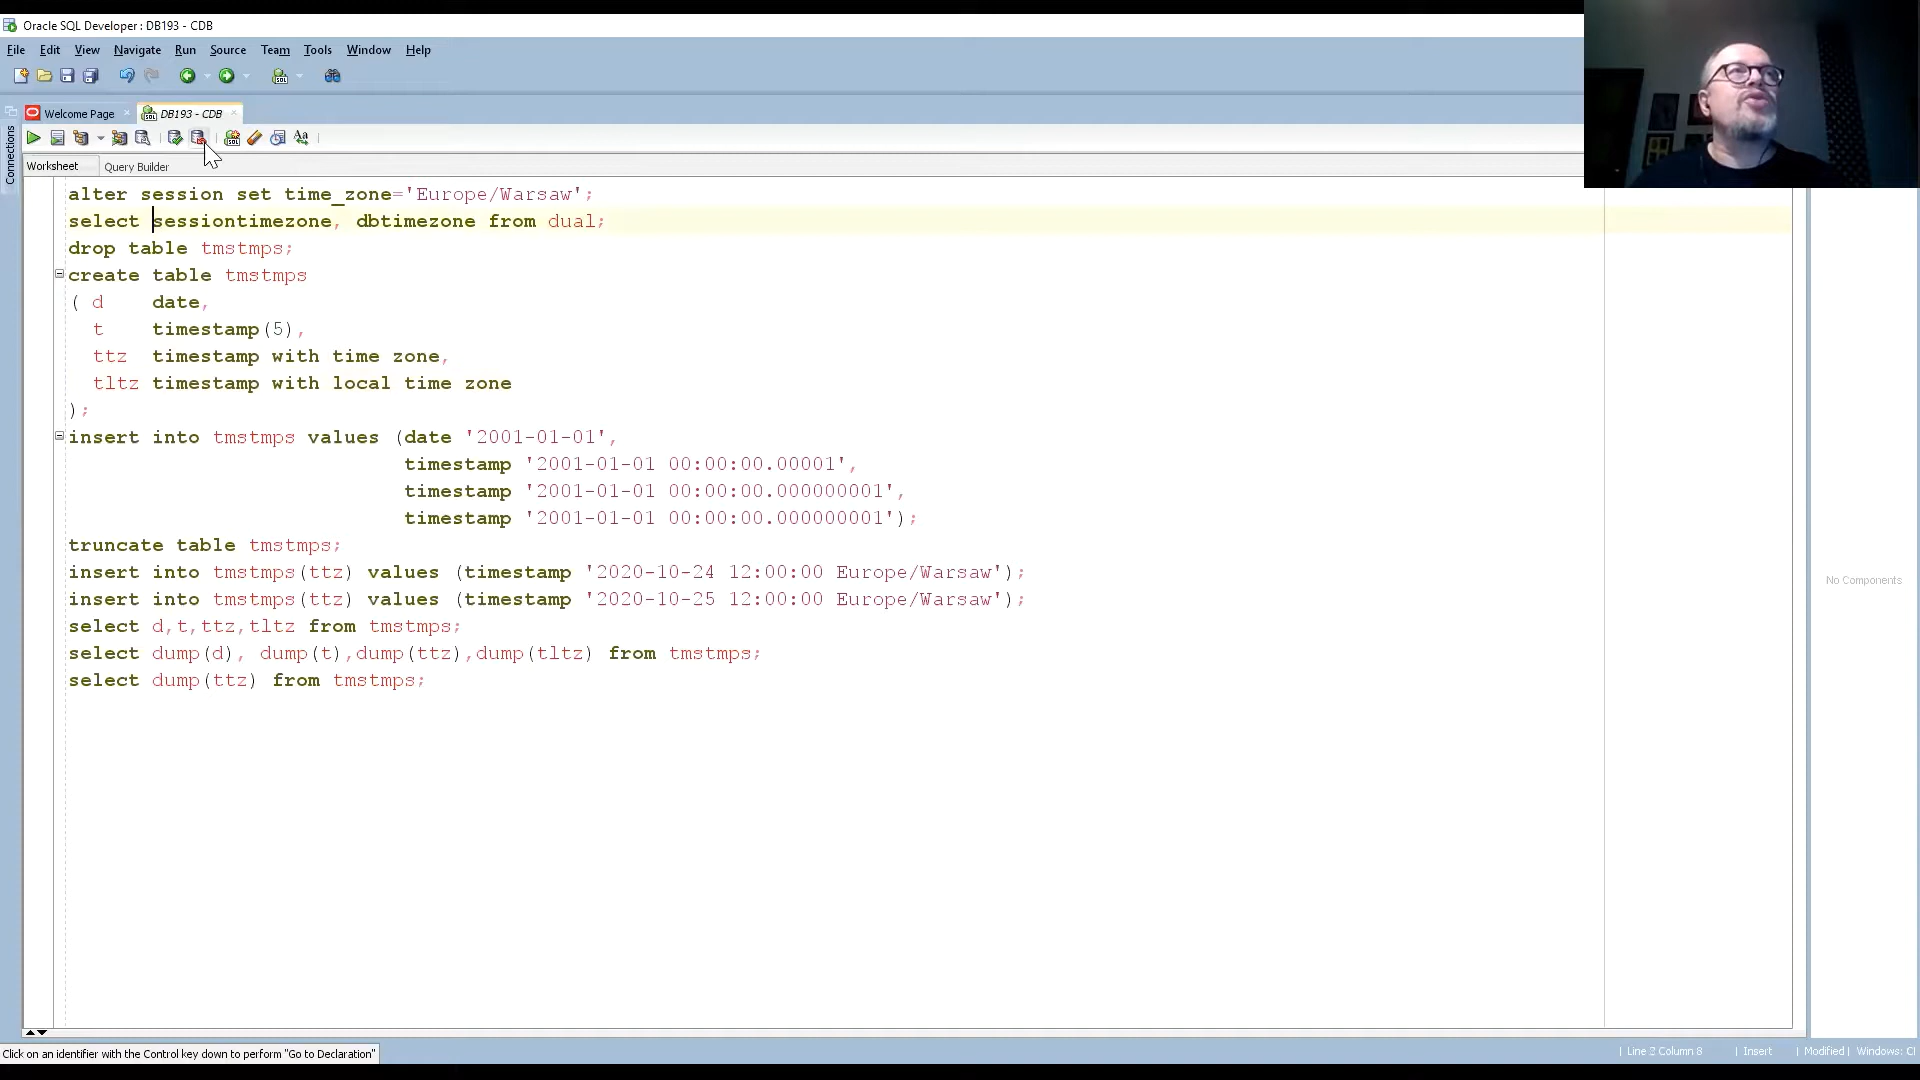 Oracle SQL Developer : DB193 - CDB
File Edit View Navigate Run Source Team Tools Window Help
Welcome Page DB193 - CDB
Connections
Worksheet Query Builder
alter session set time_zone='Europe/Warsaw';
select sessiontimezone, dbtimezone from dual;
drop table tmstmps;
create table tmstmps
( d    date,
t    timestamp(5),
ttz  timestamp with time zone,
tltz timestamp with local time zone
);
insert into tmstmps values (date '2001-01-01',
timestamp '2001-01-01 00:00:00.00001',
timestamp '2001-01-01 00:00:00.000000001',
timestamp '2001-01-01 00:00:00.000000001');
truncate table tmstmps;
insert into tmstmps(ttz) values (timestamp '2020-10-24 12:00:00 Europe/Warsaw');
insert into tmstmps(ttz) values (timestamp '2020-10-25 12:00:00 Europe/Warsaw');
select d,t,ttz,tltz from tmstmps;
select dump(d), dump(t),dump(ttz),dump(tltz) from tmstmps;
select dump(ttz) from tmstmps;
No Components
Click on an identifier with the Control key down to perform "Go to Declaration"
| Line 2 Column 8 | Insert | Modified | Windows: Cl